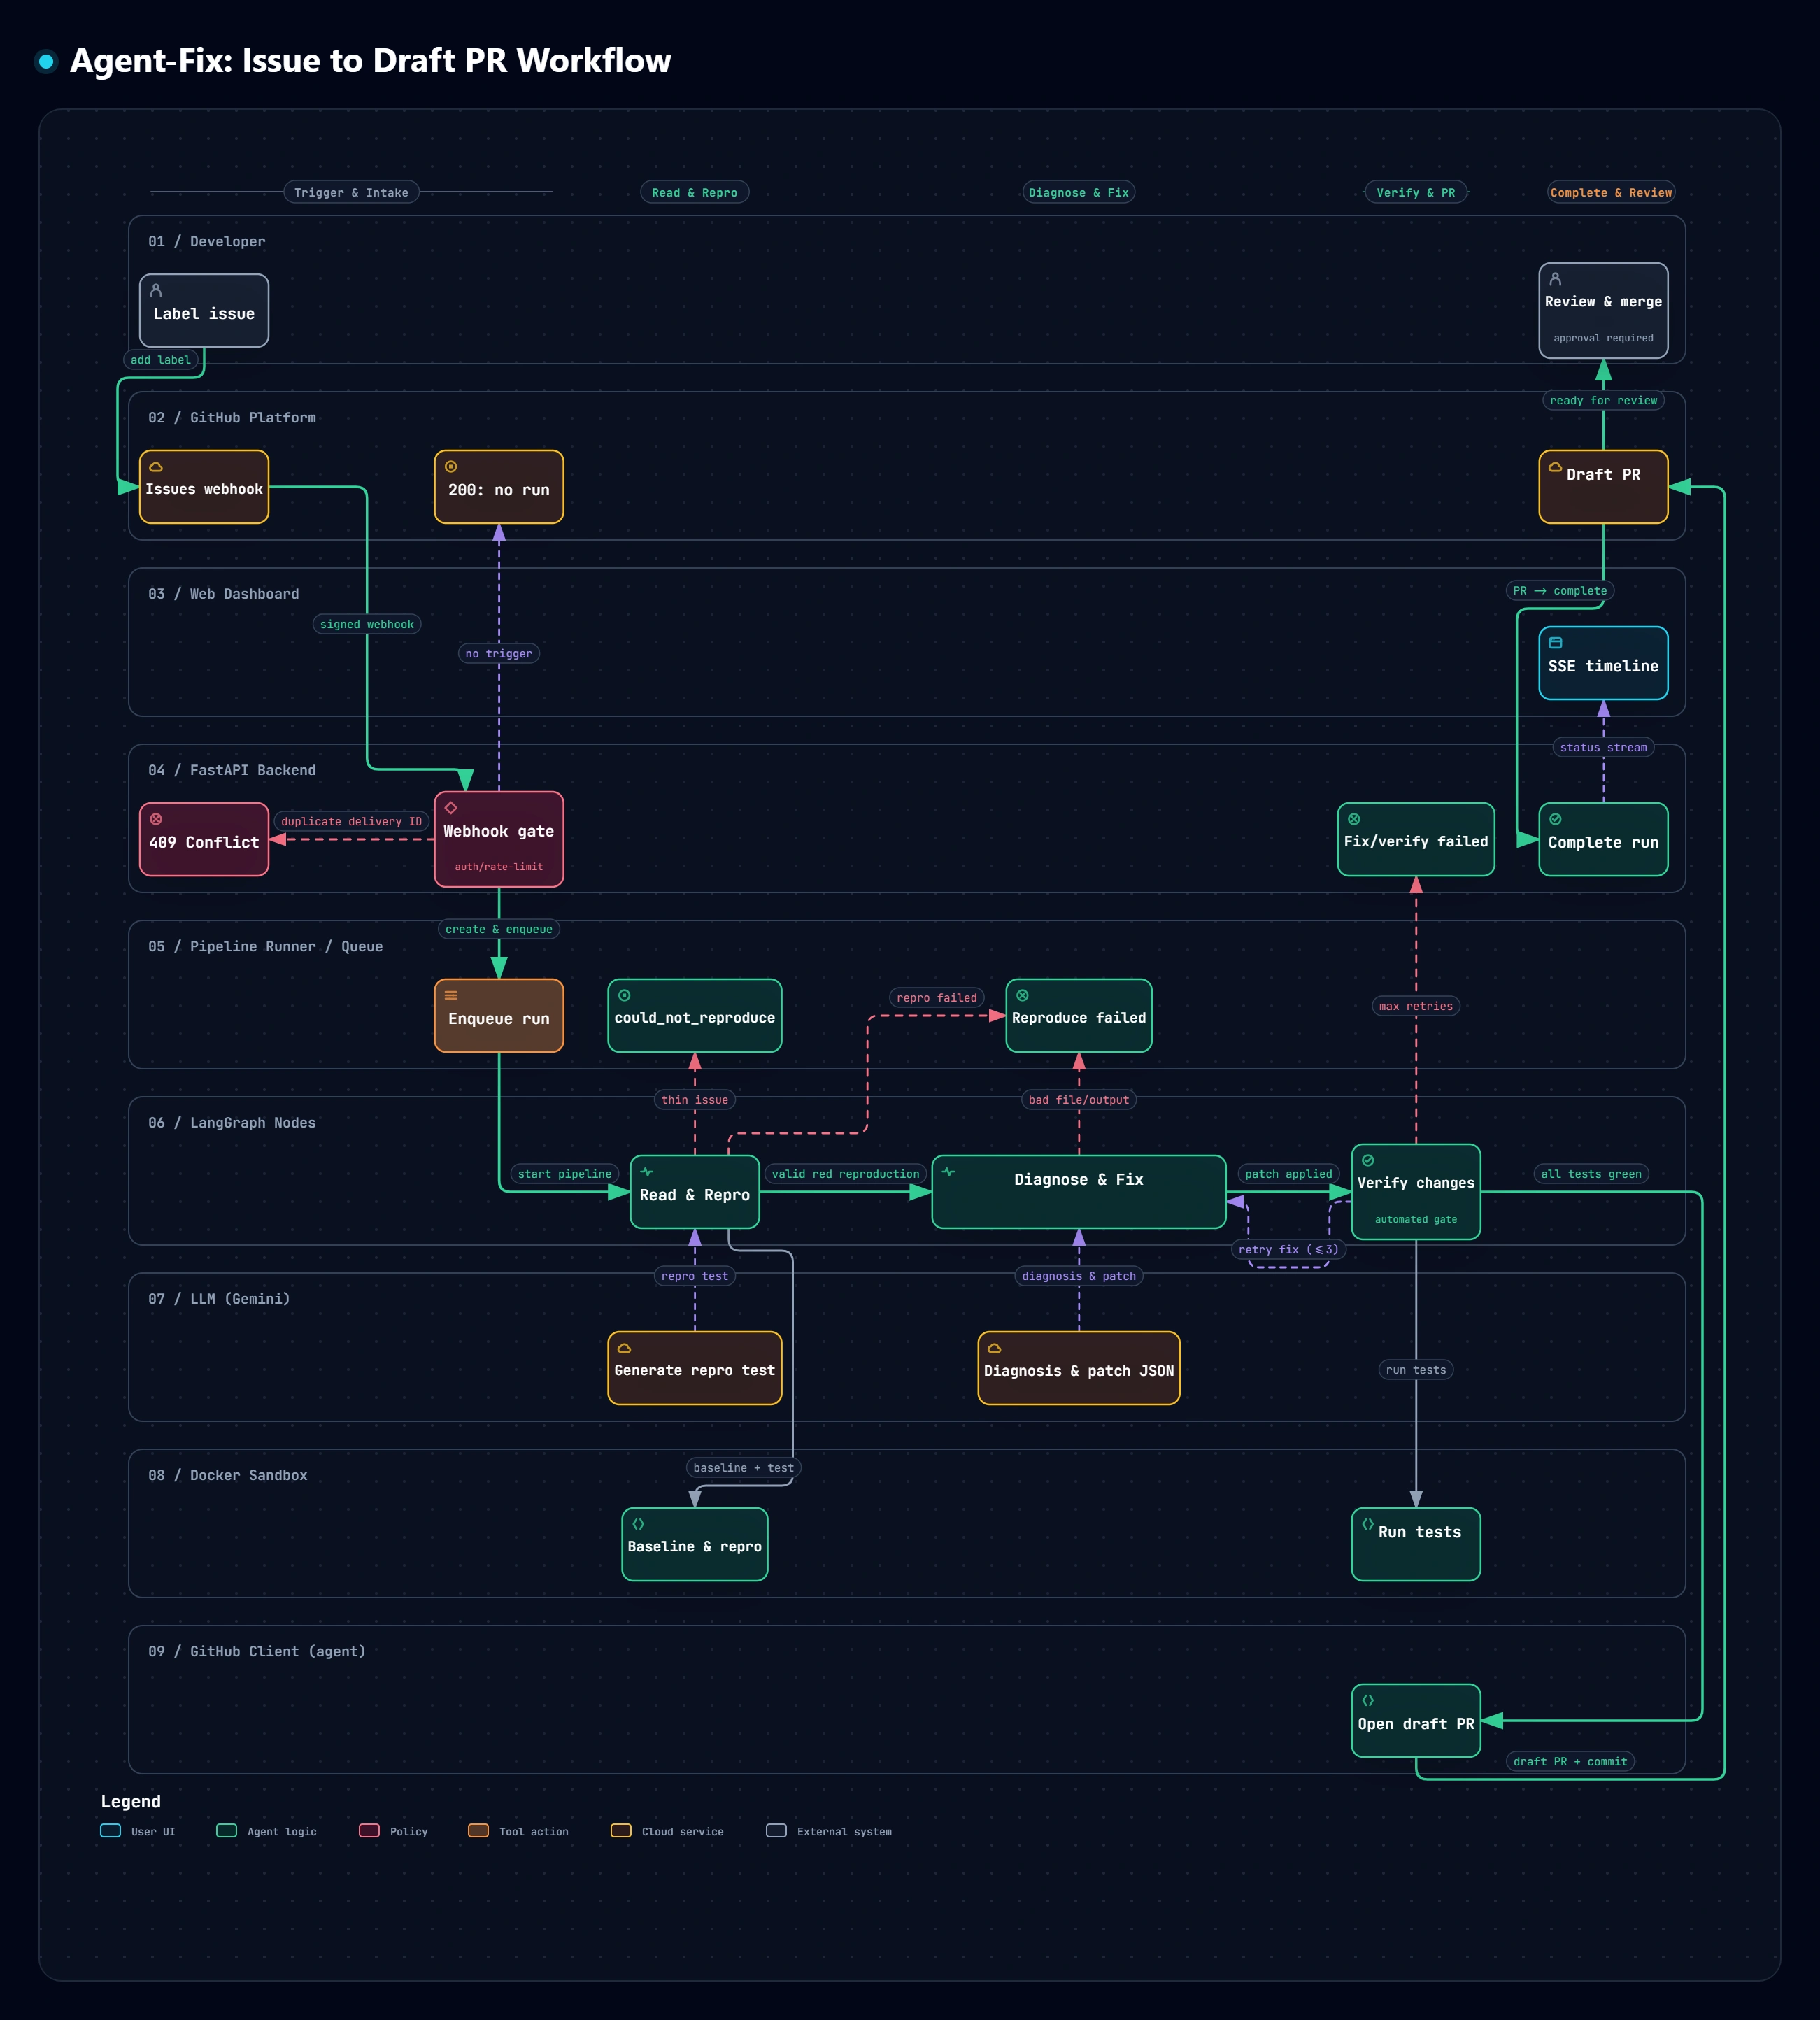 Agent-Fix: Issue to Draft PR Workflow
Trigger & Intake
Read & Repro
Diagnose & Fix
Verify & PR
Complete & Review
01 / Developer
Label issue
Review & merge
approval required
add label
ready for review
02 / GitHub Platform
Issues webhook
200: no run
Draft PR
03 / Web Dashboard
PR → complete
signed webhook
no trigger
SSE timeline
status stream
04 / FastAPI Backend
409 Conflict
duplicate delivery ID
Webhook gate
auth/rate-limit
Fix/verify failed
Complete run
create & enqueue
05 / Pipeline Runner / Queue
Enqueue run
could_not_reproduce
repro failed
Reproduce failed
max retries
thin issue
bad file/output
06 / LangGraph Nodes
start pipeline
Read & Repro
valid red reproduction
Diagnose & Fix
patch applied
Verify changes
automated gate
all tests green
retry fix (≤3)
repro test
diagnosis & patch
07 / LLM (Gemini)
Generate repro test
Diagnosis & patch JSON
run tests
baseline + test
08 / Docker Sandbox
Baseline & repro
Run tests
09 / GitHub Client (agent)
Open draft PR
draft PR + commit
Legend
User UI
Agent logic
Policy
Tool action
Cloud service
External system